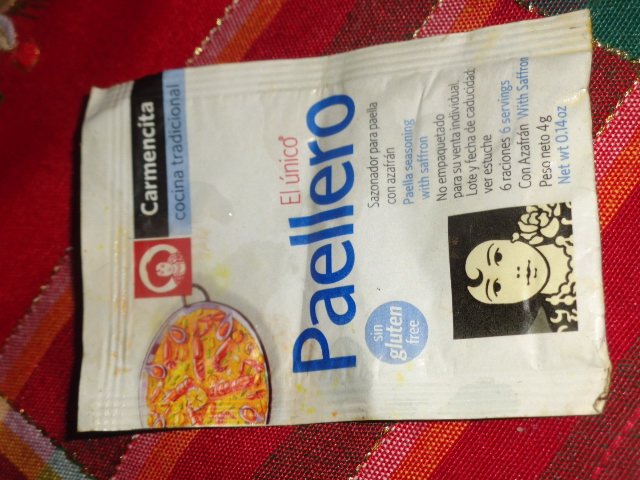 Carmencita
cocina tradicional
El único
Paellero
Sazonador para paella
con azafrán
Paella seasoning
with saffron
No empaquetado
para su venta individual.
Lote y fecha de caducidad:
ver estuche
6 raciones 6 servings
Con Azafrán With Saffron
Peso neto 4 g
Net wt 0.14 oz
sin
gluten
free